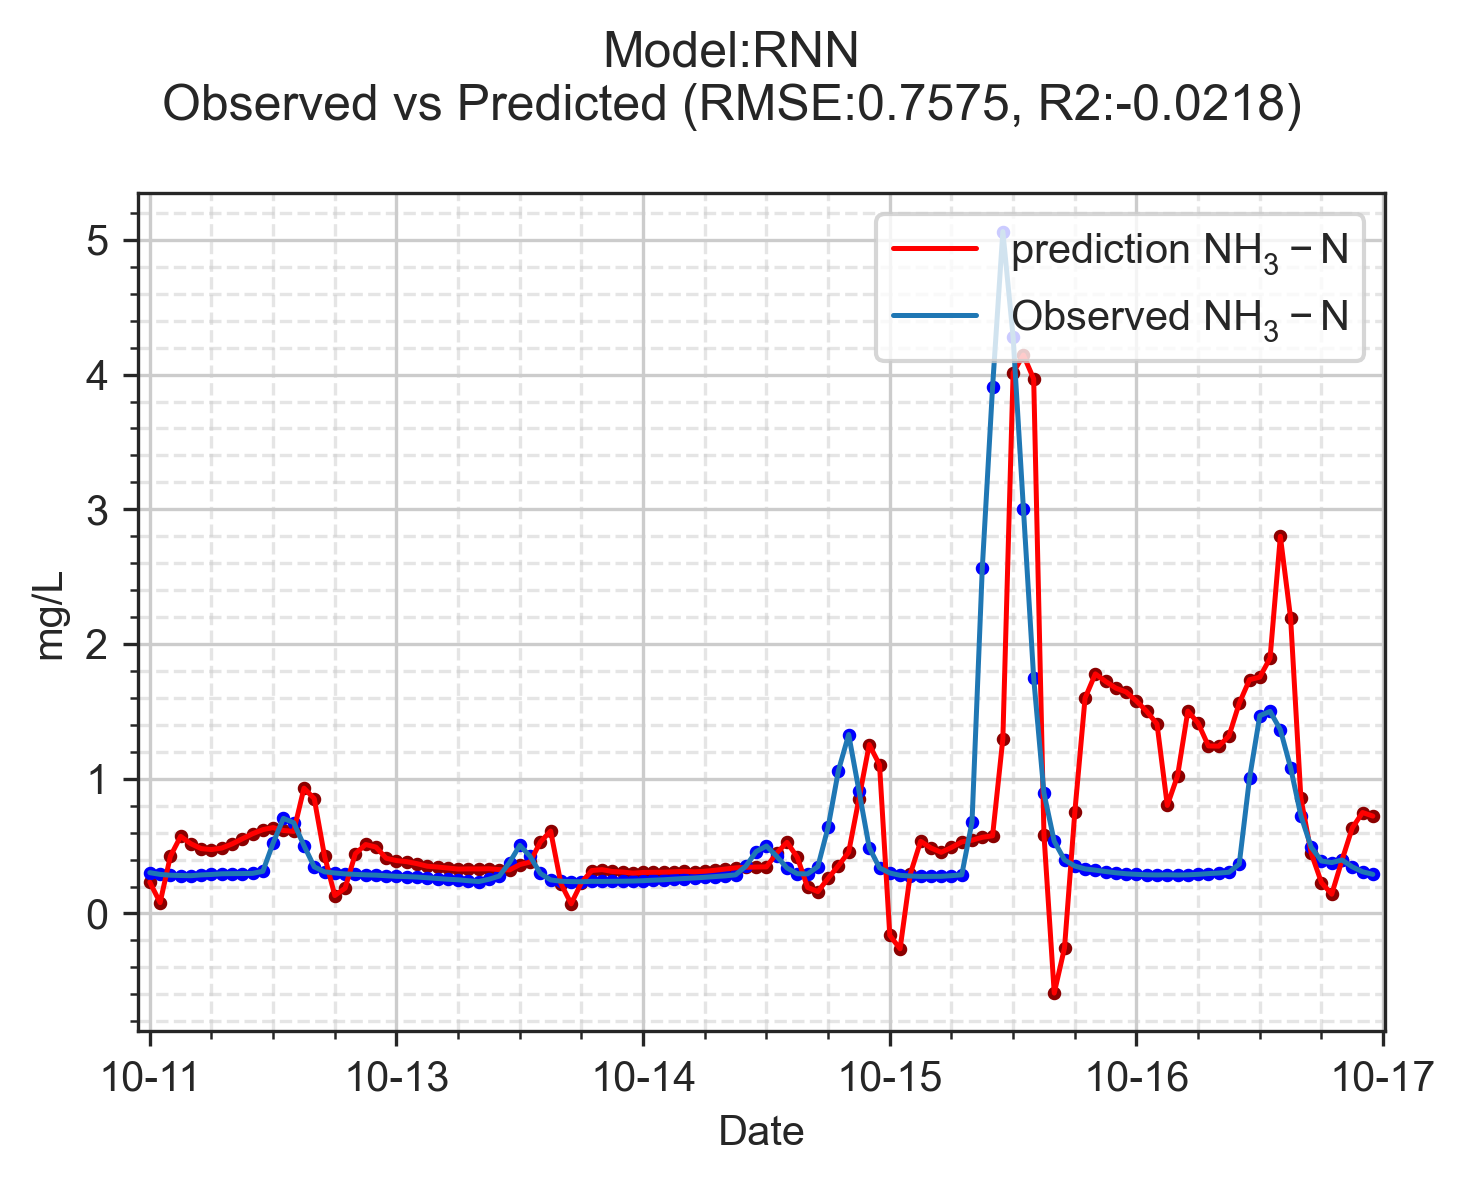 Model:RNN
Observed vs Predicted (RMSE:0.7575, R2:-0.0218)
prediction NH₃ − N
Observed NH₃ − N
5
4
3
2
1
0
mg/L
10-11 10-13 10-14 10-15 10-16 10-17
Date